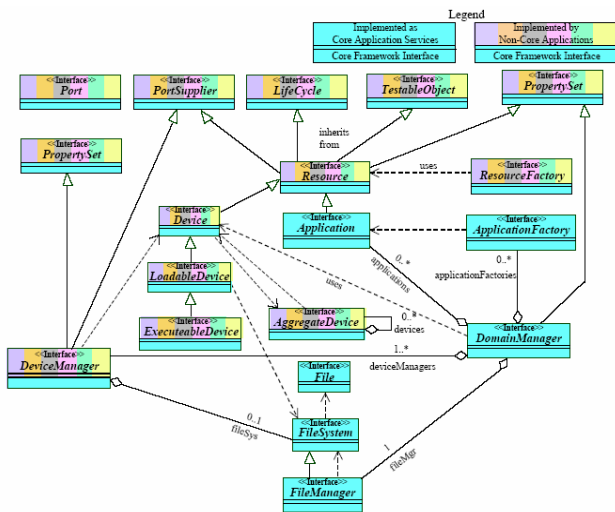 Legend
Implemented as
Core Application Services
Core Framework Interface
Implemented by
Non-Core Applications
Core Framework Interface
<<Interface>>
Port
<<Interface>>
PortSupplier
<<Interface>>
LifeCycle
<<Interface>>
TestableObject
<<Interface>>
PropertySet
<<Interface>>
PropertySet
inherits
from
<<Interface>>
Resource
uses
<<Interface>>
ResourceFactory
<<Interface>>
Device
<<Interface>>
Application
<<Interface>>
ApplicationFactory
0..*
applications
0..*
applicationFactories
<<Interface>>
LoadableDevice
uses
<<Interface>>
ExecuteableDevice
<<Interface>>
AggregateDevice
0..*
devices
<<Interface>>
DomainManager
<<Interface>>
DeviceManager
1..*
deviceManagers
<<Interface>>
File
0..1
fileSys
<<Interface>>
FileSystem
1
fileMgr
<<Interface>>
FileManager